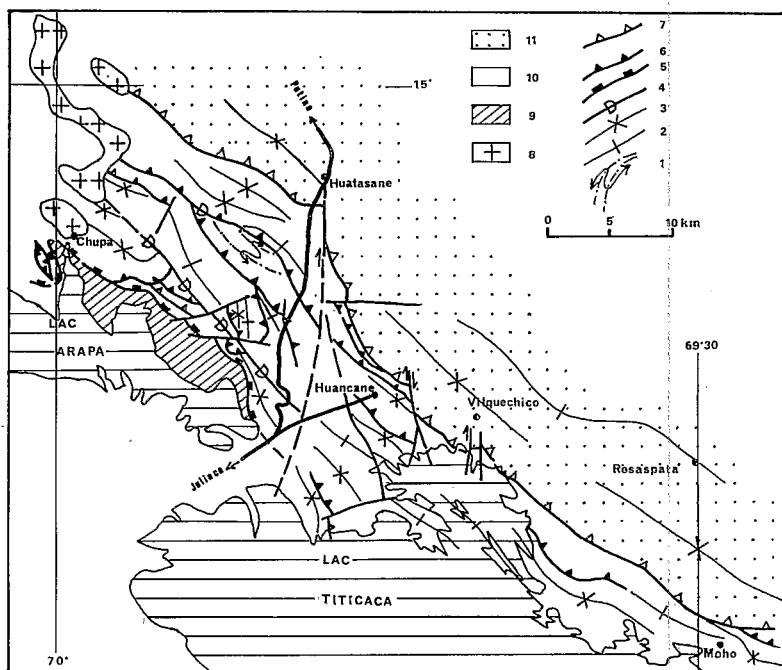 11
10
9
8
7
6
5
4
3
2
1
0 5 10 km
15°
Putina
Huatasane
Chupa
LAC
ARAPA
69°30
Huancane
Vilquechico
Rosaspata
Juliaca
LAC
TITICACA
70°
Moho